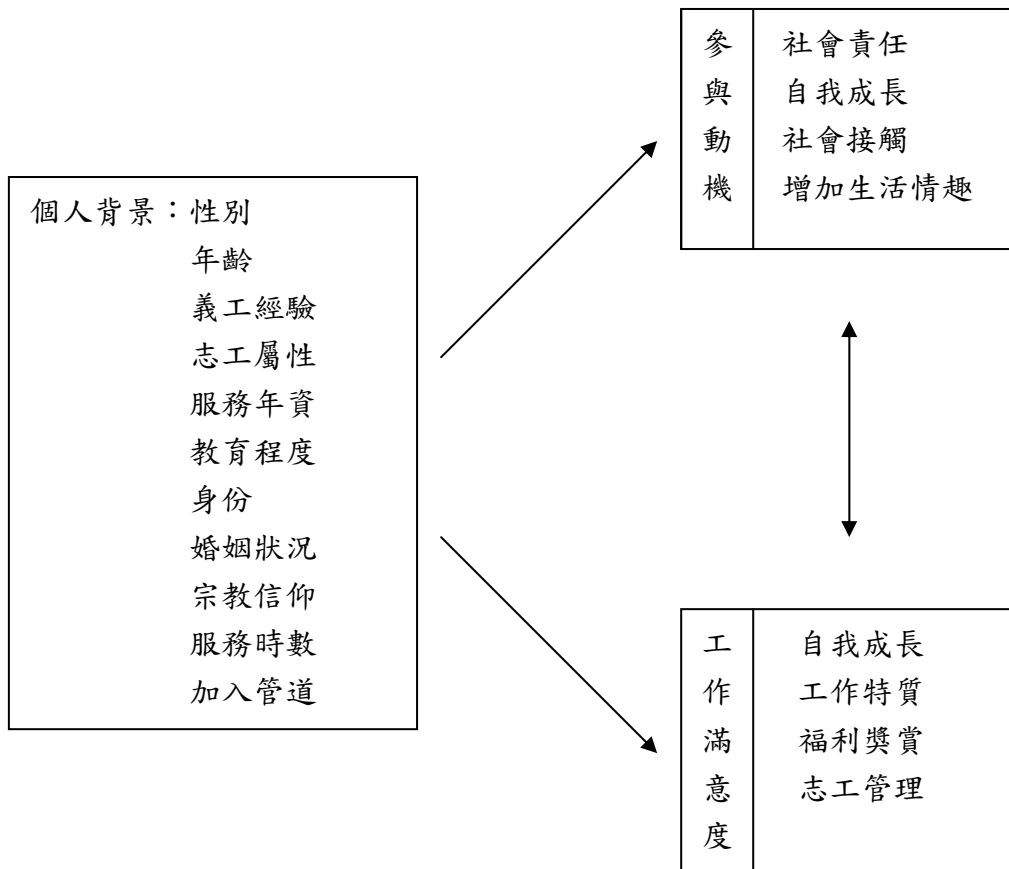 個人背景：性別
年齡
義工經驗
志工屬性
服務年資
教育程度
身份
婚姻狀況
宗教信仰
服務時數
加入管道
參與動機
社會責任
自我成長
社會接觸
增加生活情趣
工作滿意度
自我成長
工作特質
福利獎賞
志工管理